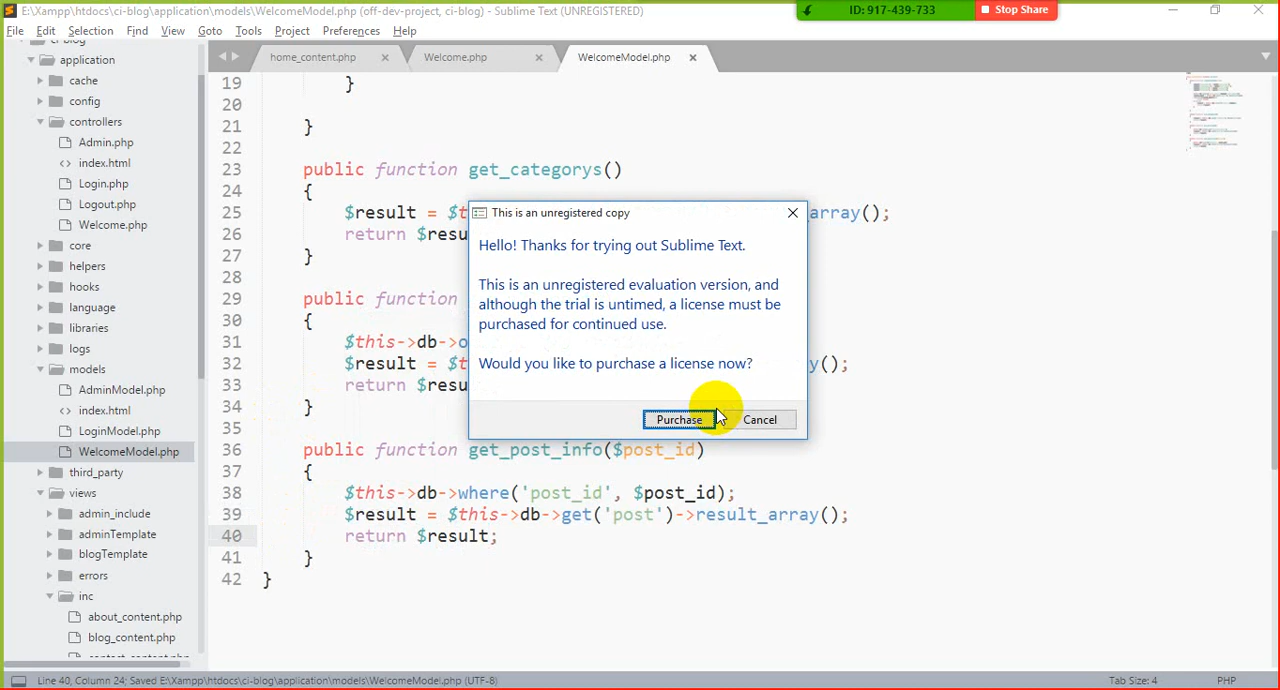 E:\Xampp\htdocs\ci-blog\application\models\WelcomeModel.php (off-dev-project, ci-blog) - Sublime Text (UNREGISTERED)
ID: 917-439-733
Stop Share
File Edit Selection Find View Goto Tools Project Preferences Help
home_content.php
Welcome.php
WelcomeModel.php
ci-blog
application
cache
config
controllers
Admin.php
index.html
Login.php
Logout.php
Welcome.php
core
helpers
hooks
language
libraries
logs
models
AdminModel.php
index.html
LoginModel.php
WelcomeModel.php
third_party
views
admin_include
adminTemplate
blogTemplate
errors
inc
about_content.php
blog_content.php
contact_content.php
19 }
20
21 }
22
23 public function get_categorys()
24 {
25 $result = $t array();
26 return $resu
27 }
28
29 public function
30 {
31 $this->db->o
32 $result = $t y();
33 return $resu
34 }
35
36 public function get_post_info($post_id)
37 {
38 $this->db->where('post_id', $post_id);
39 $result = $this->db->get('post')->result_array();
40 return $result;
41 }
42 }
This is an unregistered copy
Hello! Thanks for trying out Sublime Text.
This is an unregistered evaluation version, and
although the trial is untimed, a license must be
purchased for continued use.
Would you like to purchase a license now?
Purchase
Cancel
Line 40, Column 24; Saved E:\Xampp\htdocs\ci-blog\application\models\WelcomeModel.php (UTF-8)
Tab Size: 4
PHP